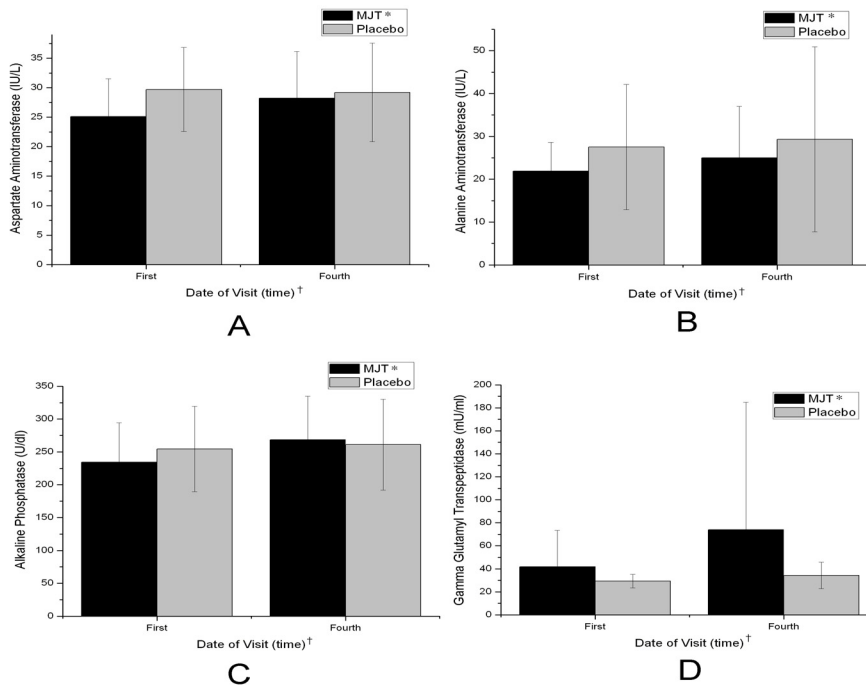 MJT *
Placebo
Aspartate Aminotransferase (IU/L)
35
30
25
20
15
10
5
0
First
Fourth
Date of Visit (time) †
A
MJT *
Placebo
Alanine Aminotransferase (IU/L)
50
40
30
20
10
0
First
Fourth
Date of Visit (time) †
B
MJT *
Placebo
Alkaline Phosphatase (U/dl)
350
300
250
200
150
100
50
0
First
Fourth
Date of Visit (time) †
C
MJT *
Placebo
Gamma Glutamyl Transpeptidase (mU/ml)
200
180
160
140
120
100
80
60
40
20
0
First
Fourth
Date of Visit (time) †
D